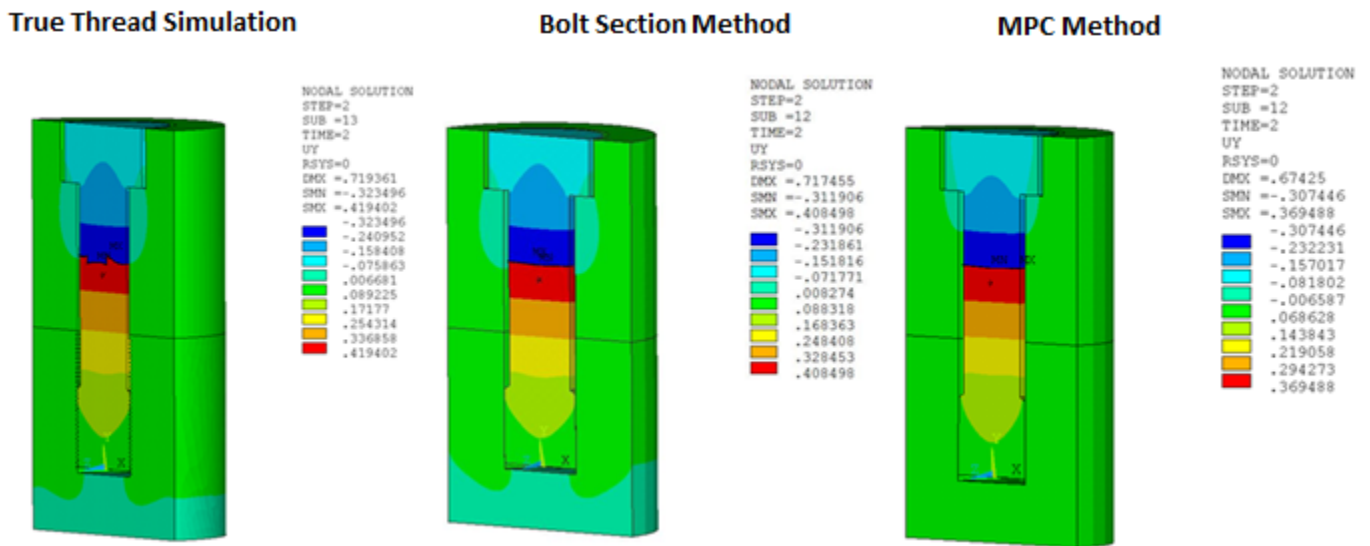 True Thread Simulation
Bolt Section Method
MPC Method
NODAL SOLUTION
STEP=2
SUB =13
TIME=2
UY
RSYS=0
DMX =.719361
SMN =-.323496
SMX =.419402
-.323496
-.240952
-.158408
-.075863
.006681
.089225
.17177
.254314
.336858
.419402
NODAL SOLUTION
STEP=2
SUB =12
TIME=2
UY
RSYS=0
DMX =.717455
SMN =-.311906
SMX =.408498
-.311906
-.231861
-.151816
-.071771
.008274
.088318
.168363
.248408
.328453
.408498
NODAL SOLUTION
STEP=2
SUB =12
TIME=2
UY
RSYS=0
DMX =.67425
SMN =-.307446
SMX =.369488
-.307446
-.232231
-.157017
-.081802
-.006587
.068628
.143843
.219058
.294273
.369488
Y
X
X
X
MX